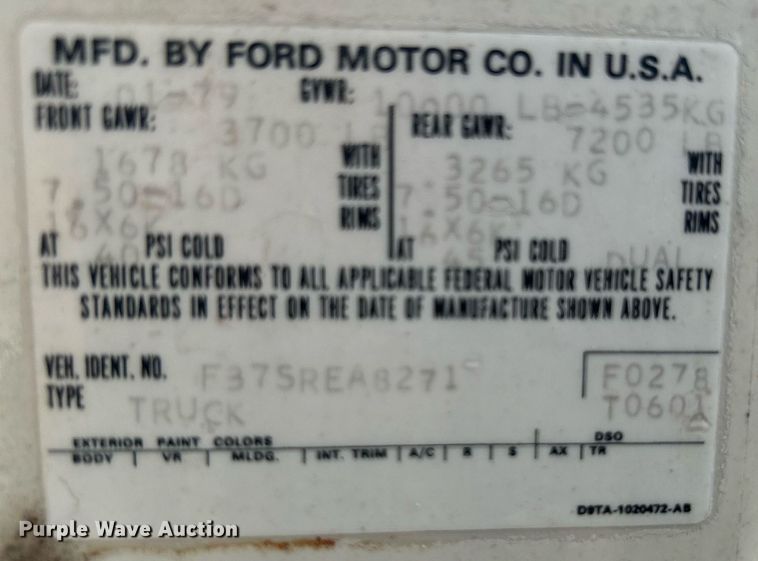 MFD. BY FORD MOTOR CO. IN U.S.A.
DATE: 01-79 GVWR: 10000 LB=4535KG
FRONT GAWR: 3700 LB REAR GAWR: 7200 LB
1678 KG WITH 3265 KG WITH
7.50-16D TIRES 7.50-16D TIRES
16X6K RIMS 16X6K RIMS
AT 40 PSI COLD AT 45 PSI COLD DUAL
THIS VEHICLE CONFORMS TO ALL APPLICABLE FEDERAL MOTOR VEHICLE SAFETY
STANDARDS IN EFFECT ON THE DATE OF MANUFACTURE SHOWN ABOVE.
VEH. IDENT. NO. F37SREA8271 F0278
TYPE TRUCK T0601
EXTERIOR PAINT COLORS DSO
BODY VR MLDG. INT. TRIM A/C R S AX TR
D9TA-1020472-AB
Purple Wave Auction